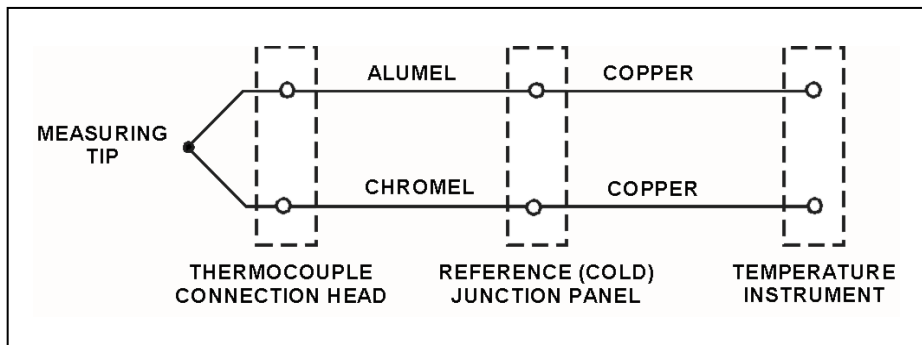 ALUMEL
COPPER
MEASURING
TIP
CHROMEL
COPPER
THERMOCOUPLE
CONNECTION HEAD
REFERENCE (COLD)
JUNCTION PANEL
TEMPERATURE
INSTRUMENT